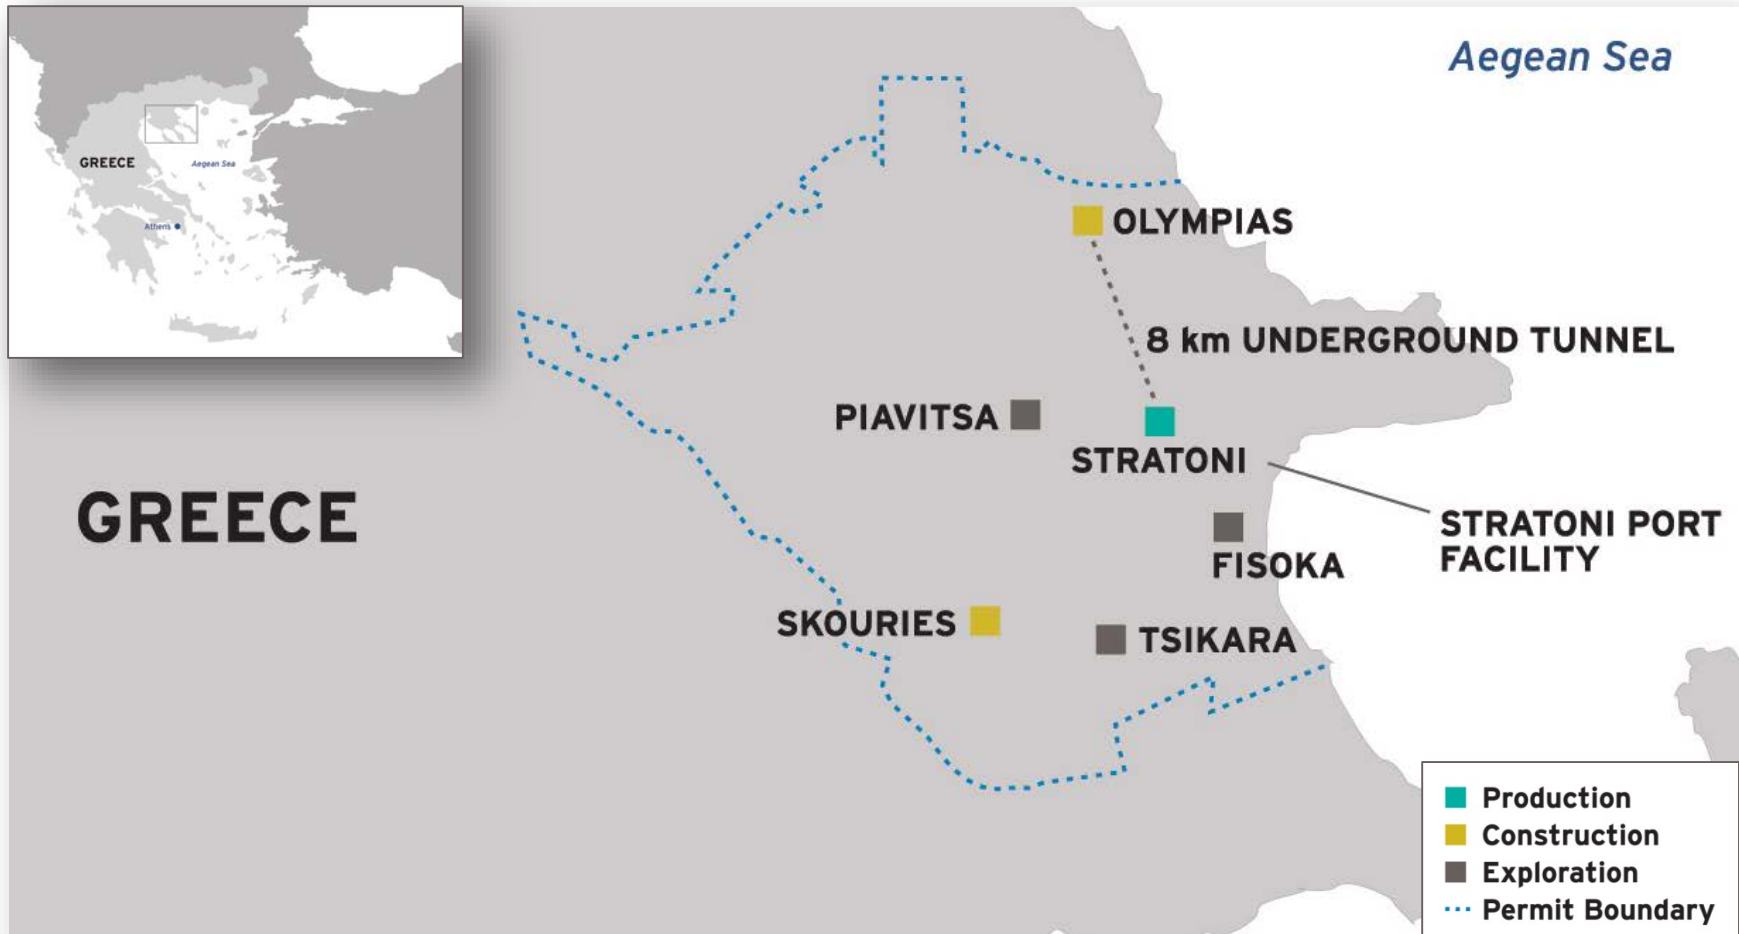 GREECE
Aegean Sea
Athens
Aegean Sea
OLYMPIAS
8 km UNDERGROUND TUNNEL
PIAVITSA
STRATONI
GREECE
STRATONI PORT
FACILITY
FISOKA
SKOURIES
TSIKARA
Production
Construction
Exploration
Permit Boundary